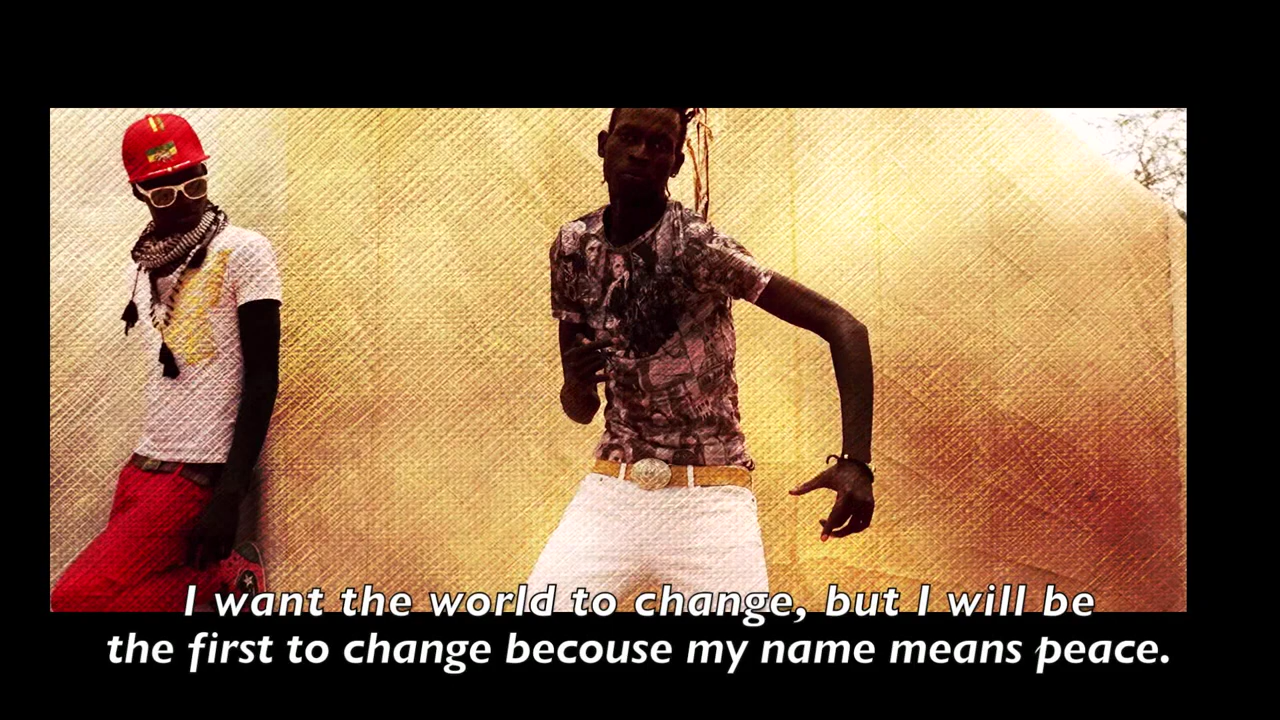 I want the world to change, but I will be
the first to change becouse my name means peace.